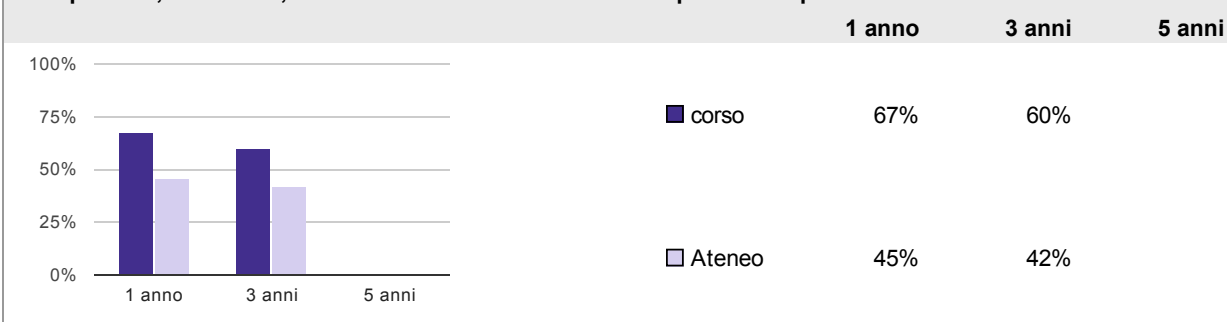 1 anno 3 anni 5 anni
100%
75%
50%
25%
0%
1 anno 3 anni 5 anni
corso 67% 60%
Ateneo 45% 42%